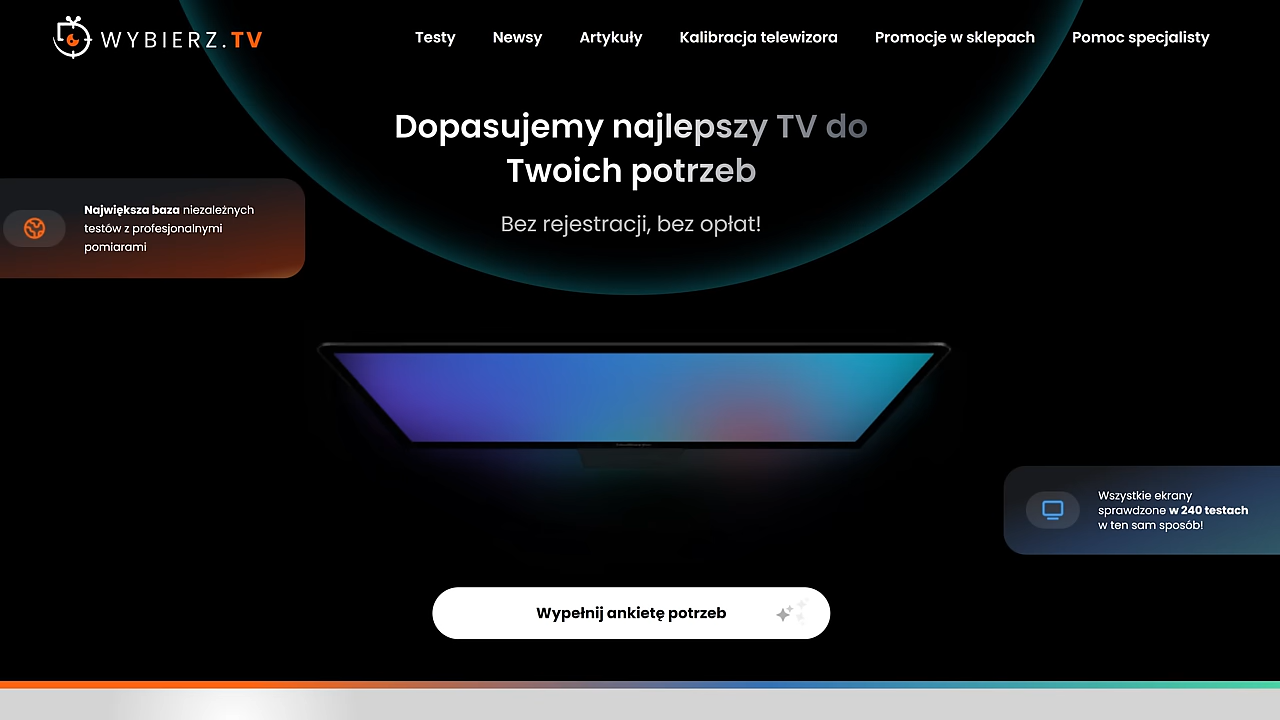 WYBIERZ.TV
Testy
Newsy
Artykuły
Kalibracja telewizora
Promocje w sklepach
Pomoc specjalisty
Dopasujemy najlepszy TV do
Twoich potrzeb
Bez rejestracji, bez opłat!
Największa baza niezależnych
testów z profesjonalnymi
pomiarami
Wszystkie ekrany
sprawdzone w 240 testach
w ten sam sposób!
Wypełnij ankietę potrzeb